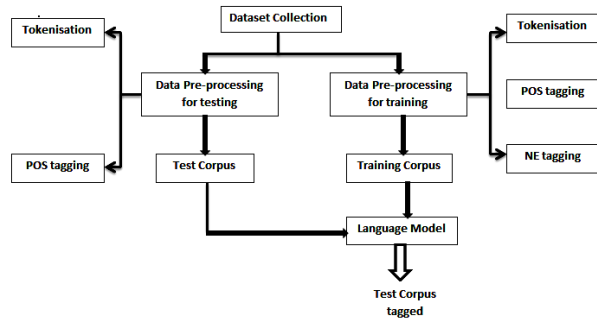 Dataset Collection
Tokenisation
Tokenisation
Data Pre-processing
for testing
Data Pre-processing
for training
POS tagging
POS tagging
Test Corpus
Training Corpus
NE tagging
Language Model
Test Corpus
tagged